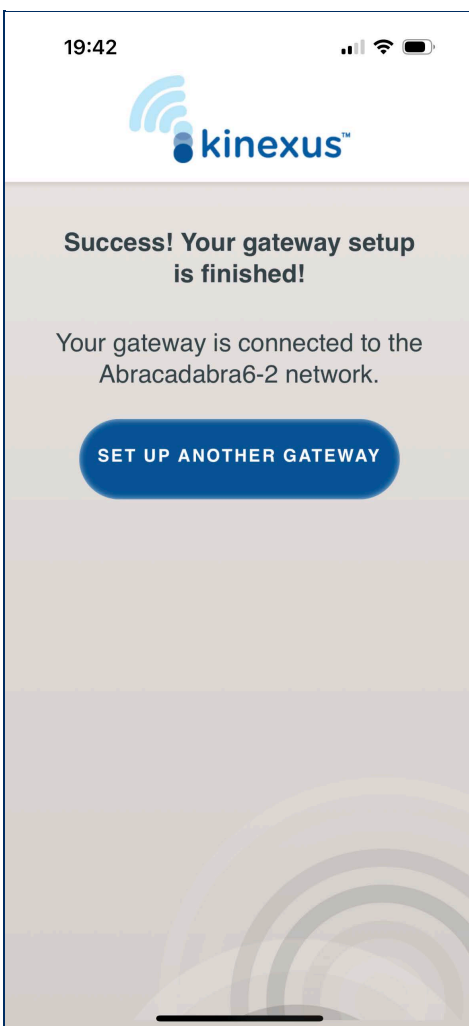 19:42
kinexus™
Success! Your gateway setup
is finished!
Your gateway is connected to the
Abracadabra6-2 network.
SET UP ANOTHER GATEWAY